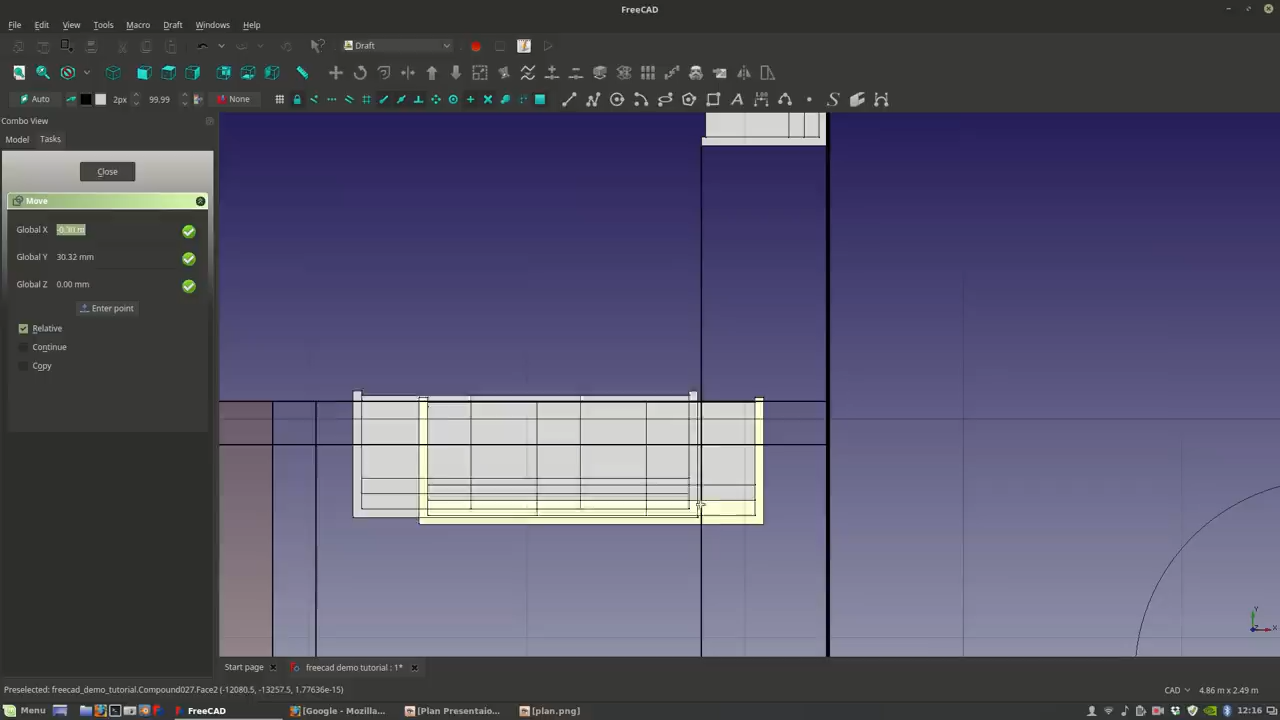 FreeCAD
File Edit View Tools Macro Draft Windows Help
Draft
Auto 2px 99.99 None
Combo View
Model Tasks
Close
Move
Global X -0.30 m
Global Y 30.32 mm
Global Z 0.00 mm
Enter point
Relative
Continue
Copy
Y
X
Start page freecad demo tutorial : 1*
Preselected: freecad_demo_tutorial.Compound027.Face2 (-12080.5, -13257.5, 1.77636e-15) CAD 4.86 m x 2.49 m
Menu FreeCAD [Google - Mozilla... [Plan Presentaio... [plan.png] 12:16